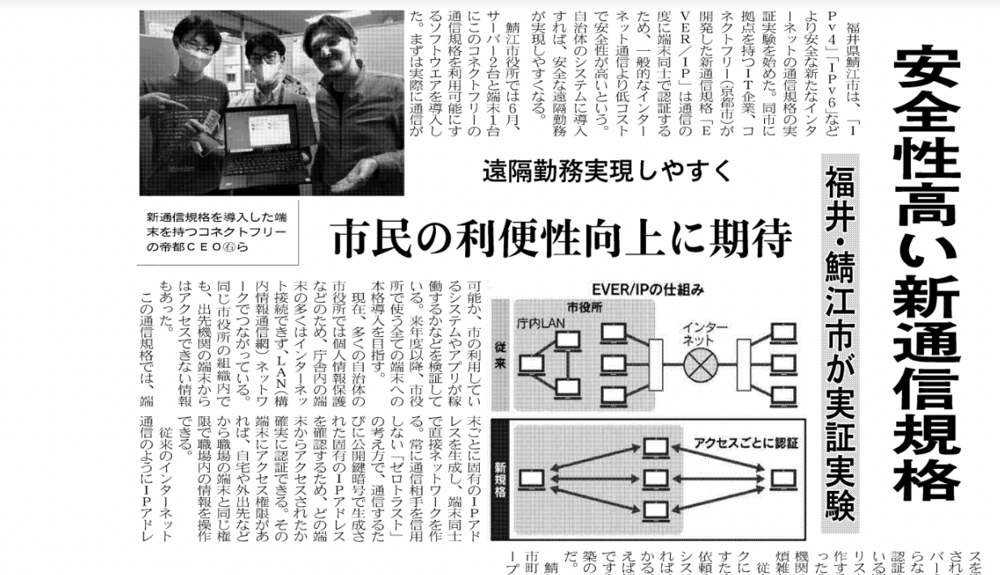 安全性高い新通信規格
福井・鯖江市が実証実験
遠隔勤務実現しやすく
市民の利便性向上に期待
福井県鯖江市は、「I
Pv4」「IPv6」など
より安全な新たなインタ
ーネットの通信規格の実
証実験を始めた。同市に
拠点を持つIT企業、コ
ネクトフリー(京都市)が
開発した新通信規格「E
VER/IP」は通信の
度に端末同士で認証する
ため、一般的なインター
ネット通信より低コスト
で安全性が高いという。
自治体のシステムに導入
すれば、安全な遠隔勤務
が実現しやすくなる。
鯖江市役所では6月、
サーバー2台と端末1台
にこのコネクトフリーの
通信規格を利用可能にす
るソフトウエアを導入し
た。まずは実際に通信が
新通信規格を導入した端
末を持つコネクトフリー
の帝都CEO㊨ら
可能か、市の利用してい
るシステムやアプリが稼
働するかなどを検証して
いる。来年度以降、市役
所で使う全ての端末への
本格導入を目指す。
現在、多くの自治体の
市役所では個人情報保護
などのため、庁舎内の端
末の多くはインターネッ
ト接続できず、LAN(構
内情報通信網)ネットワ
ークでつながっている。
同じ市役所の組織内で
も、出先機関の端末から
はアクセスできない情報
もあった。
この通信規格では、端
末ごとに固有のIPアド
レスを生成し、端末同士
で直接ネットワークを作
る。常に通信相手を信用
しない「ゼロトラスト」
の考え方で、通信するた
びに公開鍵暗号で生成さ
れた固有のIPアドレス
を確認するため、どの端
末からアクセスされたか
確実に認証できる。その
端末にアクセス権限があ
れば、自宅や外出先など
から職場の端末と同じ権
限で職場内の情報を操作
できる。
従来のインターネット
通信のようにIPアドレ
EVER/IPの仕組み
従来
市役所
庁内LAN
インター
ネット
新規格
アクセスごとに認証
スを
され
バーの
らな
認証
いる
リス
作する
った
機関
煩雑
従
クに
すた
依頼
シス
れば
かる
えば
です
築の
だ。
鯖
市町
ープ